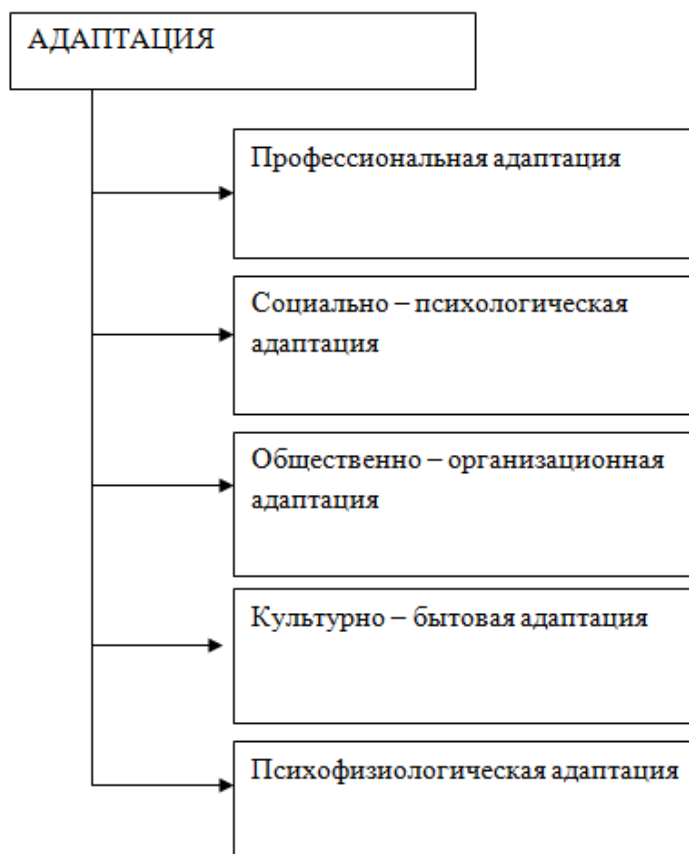 АДАПТАЦИЯ
Профессиональная адаптация
Социально – психологическая
адаптация
Общественно – организационная
адаптация
Культурно – бытовая адаптация
Психофизиологическая адаптация